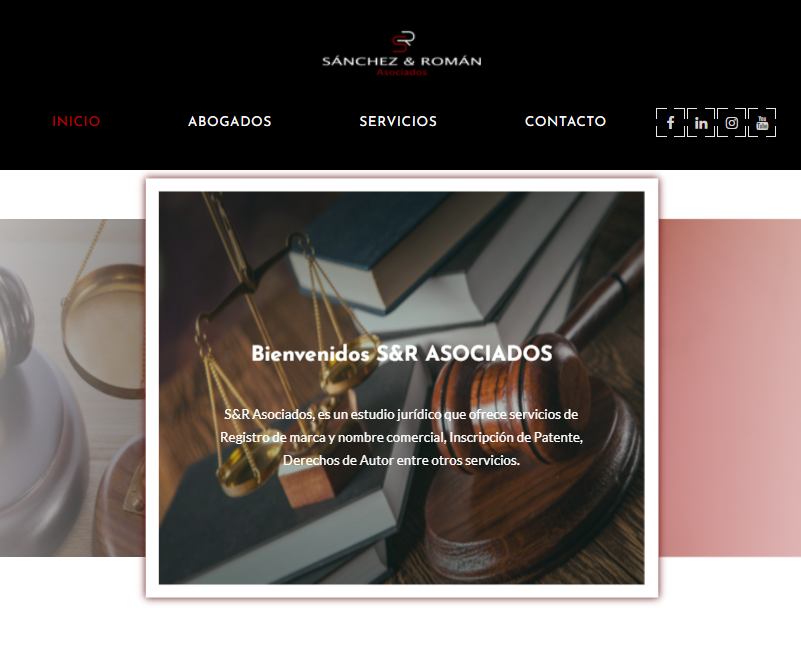 SR
SÁNCHEZ & ROMÁN
Asociados
INICIO
ABOGADOS
SERVICIOS
CONTACTO
f
in
You
Tube
Bienvenidos S&R ASOCIADOS
S&R Asociados, es un estudio jurídico que ofrece servicios de
Registro de marca y nombre comercial, Inscripción de Patente,
Derechos de Autor entre otros servicios.